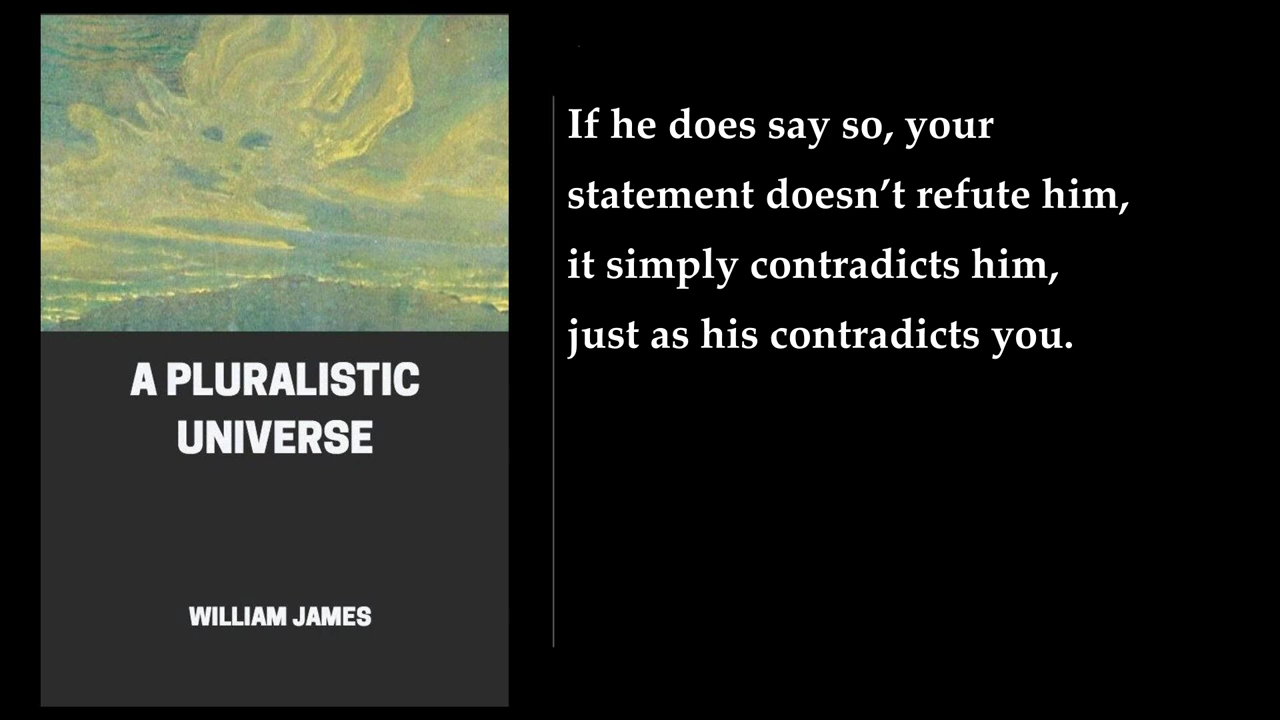 A PLURALISTIC
UNIVERSE
WILLIAM JAMES
If he does say so, your
statement doesn’t refute him,
it simply contradicts him,
just as his contradicts you.